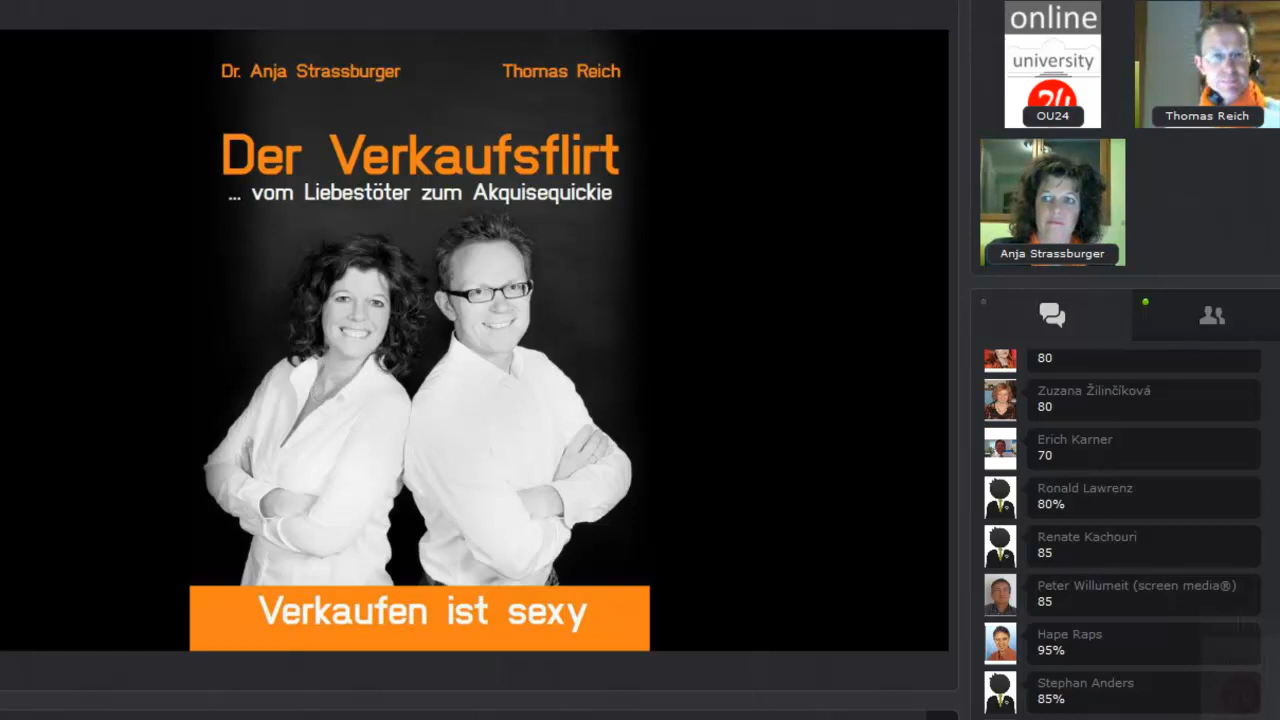 Dr. Anja Strassburger
Thomas Reich
Der Verkaufsflirt
... vom Liebestöter zum Akquisequickie
Verkaufen ist sexy
online
university
24
OU24
Thomas Reich
Anja Strassburger
80
Zuzana Žilinčíková
80
Erich Karner
70
Ronald Lawrenz
80%
Renate Kachouri
85
Peter Willumeit (screen media®)
85
Hape Raps
95%
Stephan Anders
85%